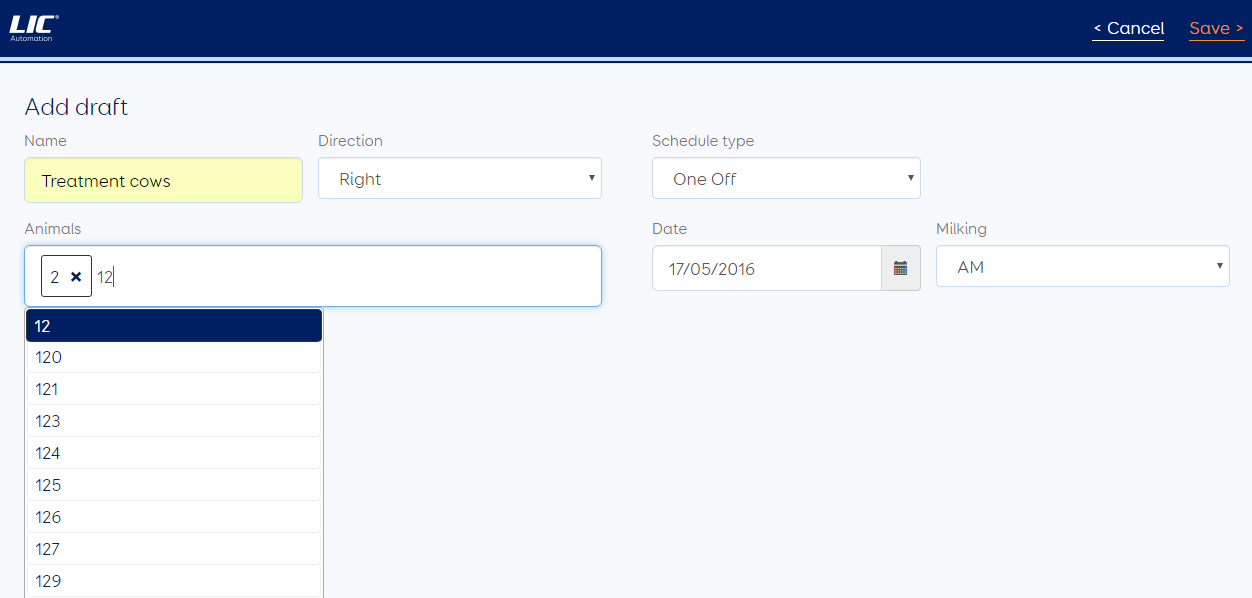 LIC®
Automation
< Cancel
Save >
Add draft
Name
Direction
Schedule type
Treatment cows
Right
One Off
Animals
Date
Milking
2 ✖ 12
17/05/2016
AM
12
120
121
123
124
125
126
127
129